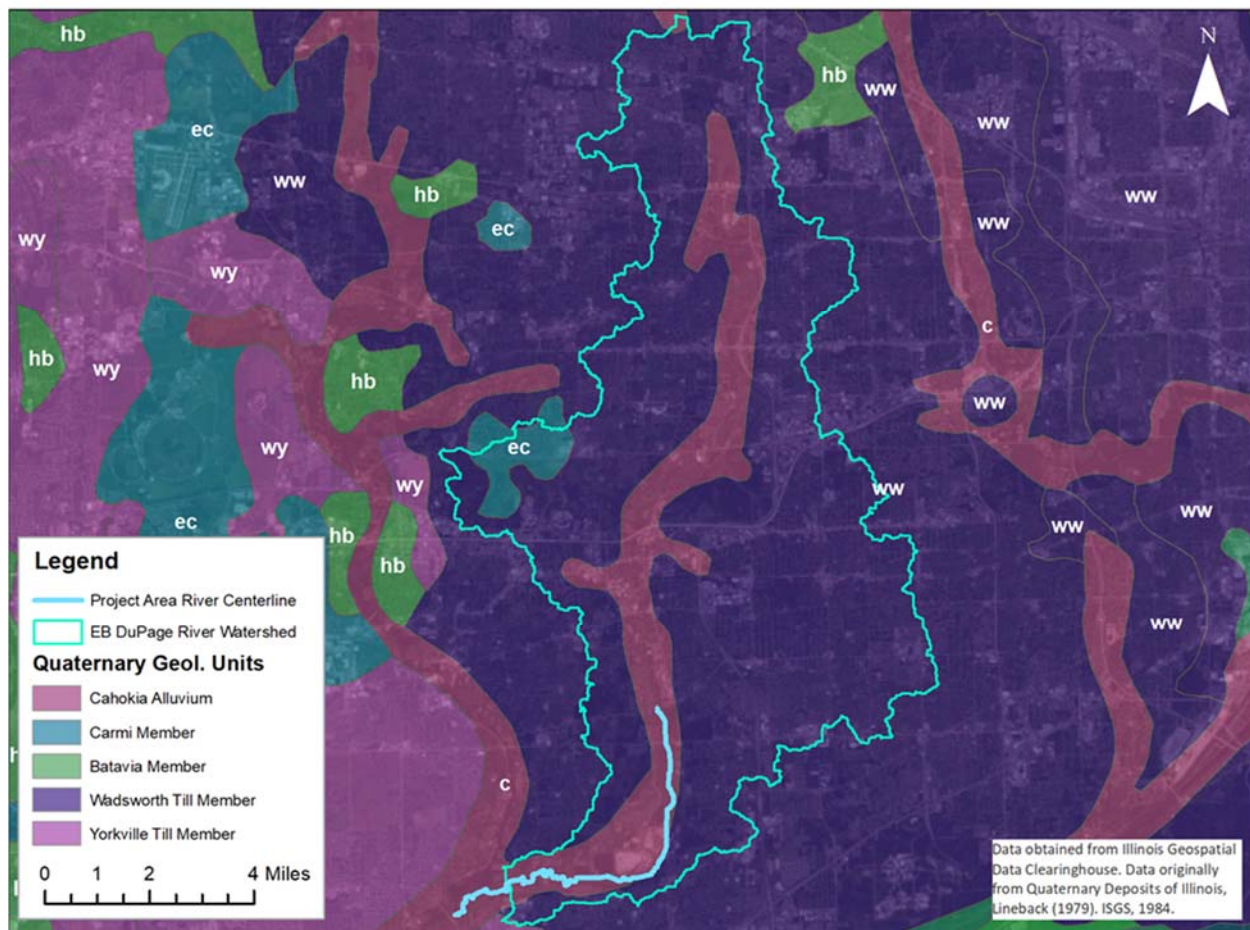 hb
hb
ww
ww
N
ec
ww
ww
hb
ww
ec
wy
wy
c
hb
wy
hb
ww
wy
ec
wy
ww
ec
ww
ww
hb
hb
ww
c
Legend
Project Area River Centerline
EB DuPage River Watershed
Quaternary Geol. Units
Cahokia Alluvium
Carmi Member
Batavia Member
Wadsworth Till Member
Yorkville Till Member
0 1 2 4 Miles
Data obtained from Illinois Geospatial
Data Clearinghouse. Data originally
from Quaternary Deposits of Illinois,
Lineback (1979). ISGS, 1984.